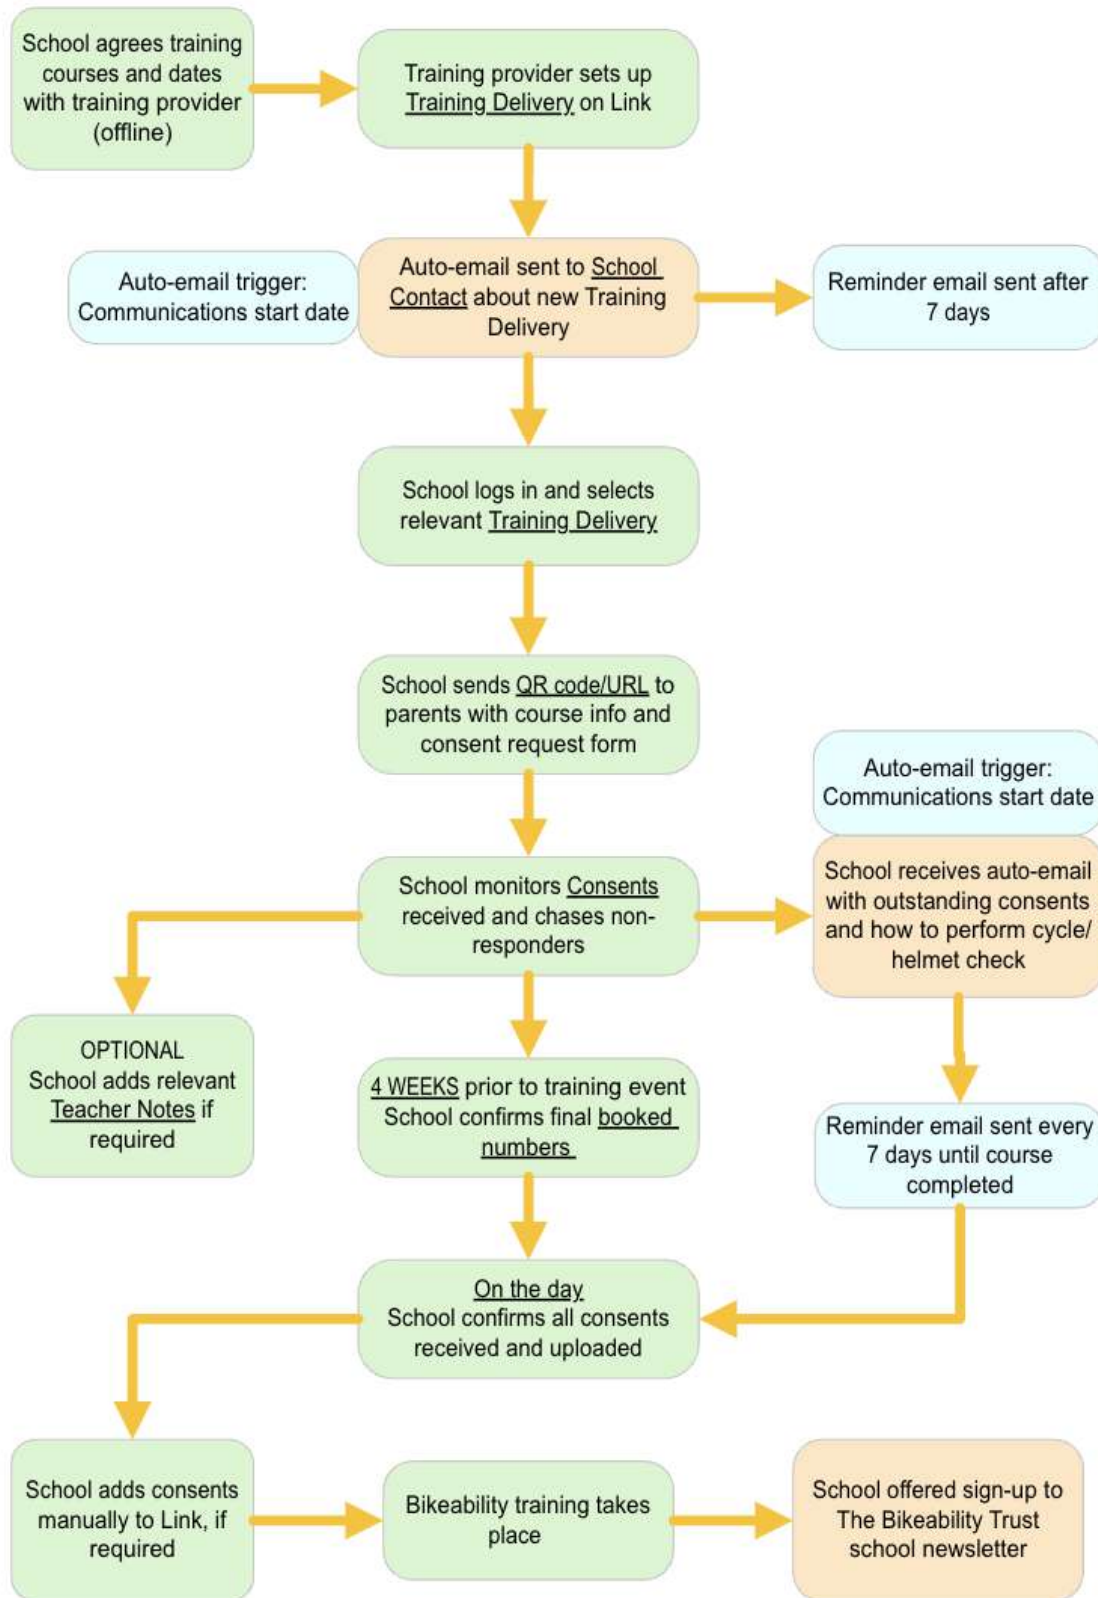 School agrees training
courses and dates
with training provider
(offline)
Training provider sets up
Training Delivery on Link
Auto-email trigger:
Communications start date
Auto-email sent to School
Contact about new Training
Delivery
Reminder email sent after
7 days
School logs in and selects
relevant Training Delivery
School sends QR code/URL to
parents with course info and
consent request form
Auto-email trigger:
Communications start date
School monitors Consents
received and chases non-
responders
School receives auto-email
with outstanding consents
and how to perform cycle/
helmet check
OPTIONAL
School adds relevant
Teacher Notes if
required
4 WEEKS prior to training event
School confirms final booked
numbers
Reminder email sent every
7 days until course
completed
On the day
School confirms all consents
received and uploaded
School adds consents
manually to Link, if
required
Bikeability training takes
place
School offered sign-up to
The Bikeability Trust
school newsletter